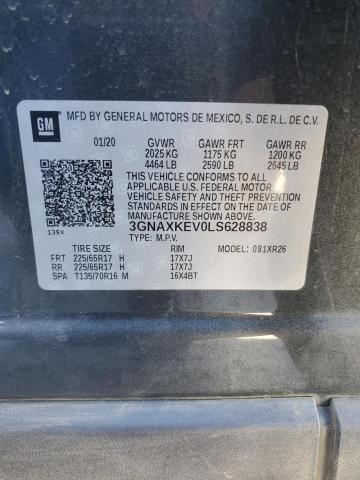 GM
MFD BY GENERAL MOTORS DE MEXICO, S. DE R.L. DE C.V.
01/20 GVWR GAWR FRT GAWR RR
2025 KG 1175 KG 1200 KG
4464 LB 2590 LB 2645 LB
THIS VEHICLE CONFORMS TO ALL
APPLICABLE U.S. FEDERAL MOTOR
VEHICLE SAFETY AND THEFT
PREVENTION STANDARDS IN EFFECT
ON THE DATE OF MANUFACTURE
SHOWN ABOVE.
139X
3GNAXKEV0LS628838
TYPE: M.P.V. MODEL: 081XR26
TIRE SIZE RIM
FRT 225/65R17 H 17X7J
RR 225/65R17 H 17X7J
SPA T135/70R16 M 16X4BT